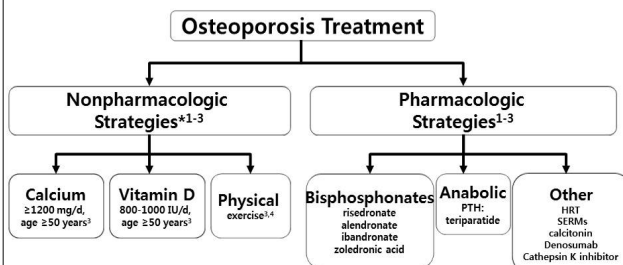 Osteoporosis Treatment
Nonpharmacologic
Strategies*1-3
Pharmacologic
Strategies1-3
Calcium
≥1200 mg/d,
age ≥50 years3
Vitamin D
800-1000 IU/d,
age ≥50 years3
Physical
exercise3,4
Bisphosphonates
risedronate
alendronate
ibandronate
zoledronic acid
Anabolic
PTH:
teriparatide
Other
HRT
SERMs
calcitonin
Denosumab
Cathepsin K inhibitor